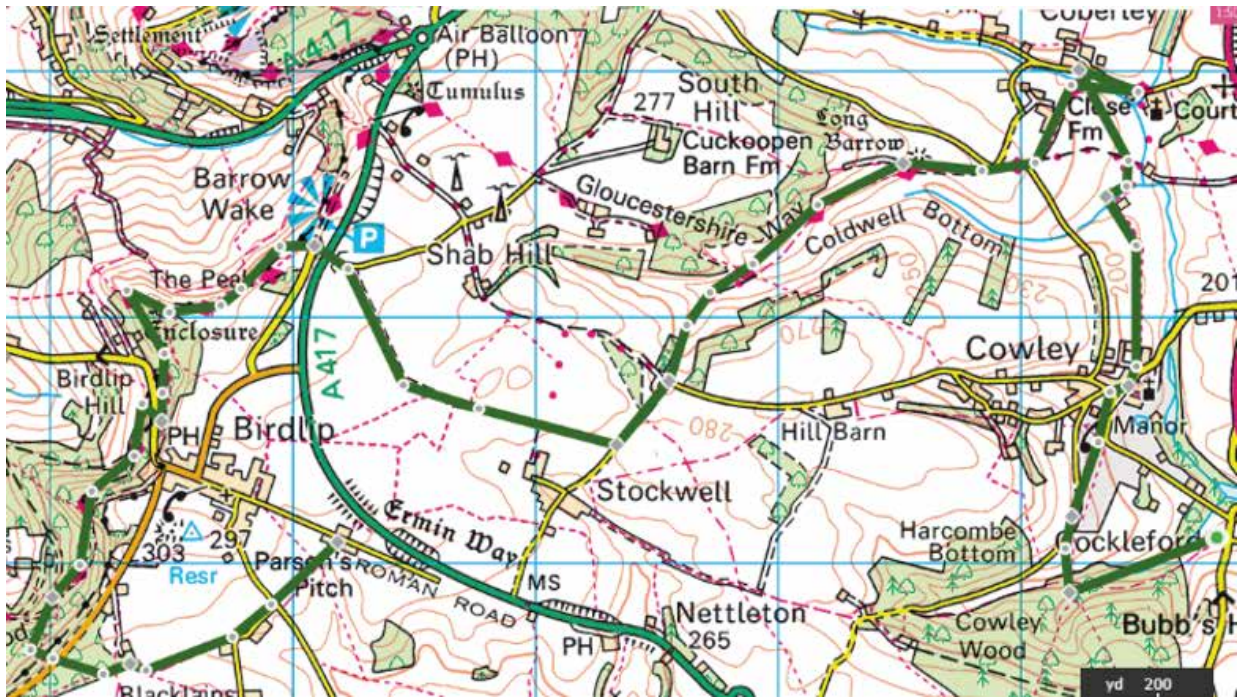 Settlement
A 417
Air Balloon
(PH)
Coberley
Tumulus
South
Hill
277
Cuckoopen
Barn Fm
Long
Barrow
Close
Fm
Court
Barrow
Wake
P
Gloucestershire Way
Shab Hill
Coldwell Bottom
The Peak
Enclosure
250
230
200
201
270
A 417
Cowley
Birdlip
Hill
PH
Birdlip
280
Hill Barn
Manor
Stockwell
Ermin Way
Harcombe
Bottom
Cockleford
303
297
Resr
Parson's
Pitch
ROMAN ROAD
MS
Nettleton
265
PH
Cowley
Wood
Bubb's
Blacklains
yd 200